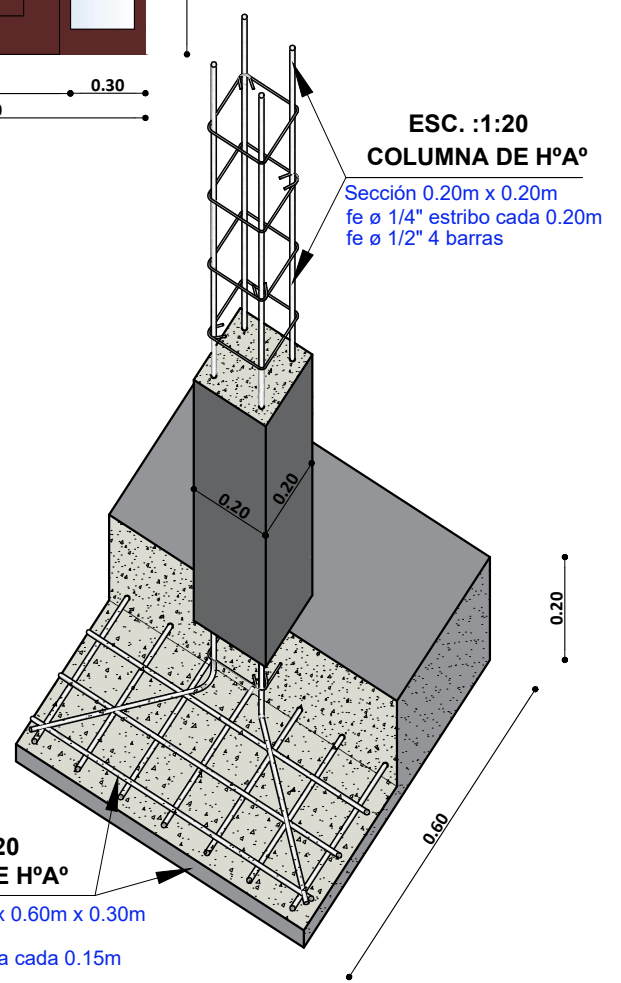 0.30
ESC. :1:20
COLUMNA DE HºAº
Sección 0.20m x 0.20m
fe ø 1/4" estribo cada 0.20m
fe ø 1/2" 4 barras
0.20
0.20
0.20
0.60
20
E HºAº
x 0.60m x 0.30m
cada 0.15m